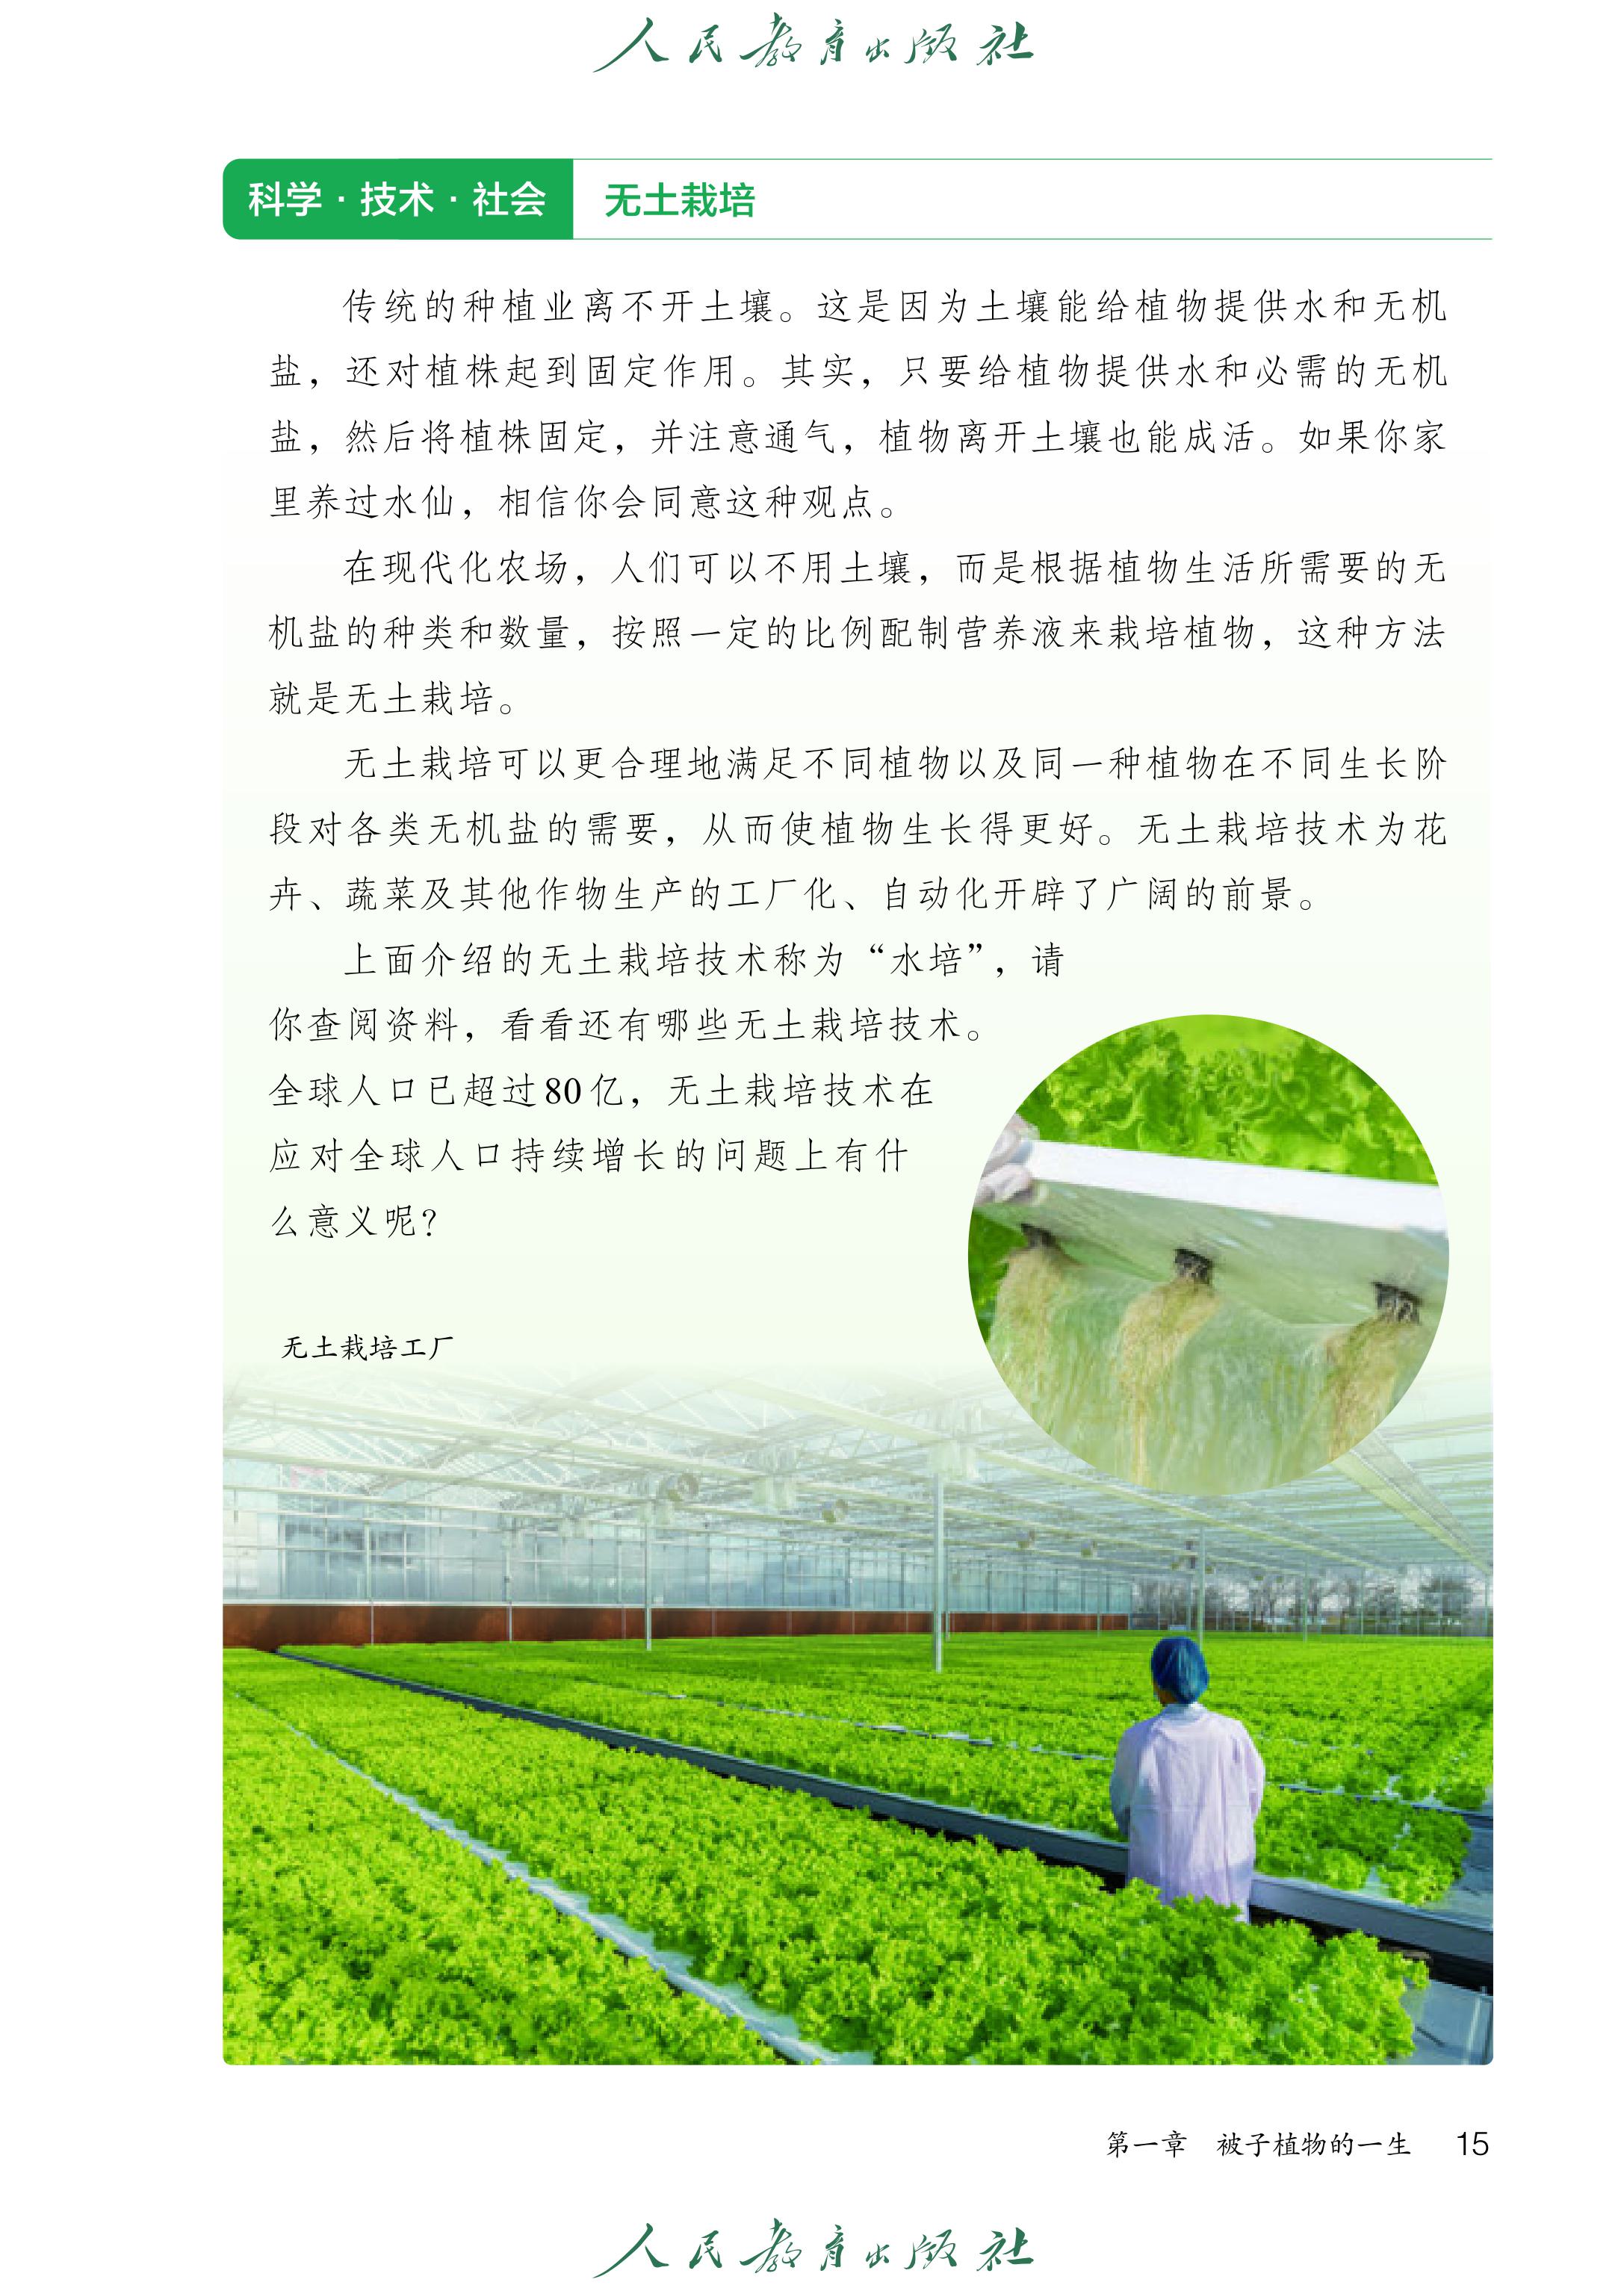 人民教育出版社
科学·技术·社会 无土栽培
传统的种植业离不开土壤。这是因为土壤能给植物提供水和无机
盐，还对植株起到固定作用。其实，只要给植物提供水和必需的无机
盐，然后将植株固定，并注意通气，植物离开土壤也能成活。如果你家
里养过水仙，相信你会同意这种观点。
在现代化农场，人们可以不用土壤，而是根据植物生活所需要的无
机盐的种类和数量，按照一定的比例配制营养液来栽培植物，这种方法
就是无土栽培。
无土栽培可以更合理地满足不同植物以及同一种植物在不同生长阶
段对各类无机盐的需要，从而使植物生长得更好。无土栽培技术为花
卉、蔬菜及其他作物生产的工厂化、自动化开辟了广阔的前景。
上面介绍的无土栽培技术称为“水培”，请
你查阅资料，看看还有哪些无土栽培技术。
全球人口已超过80亿，无土栽培技术在
应对全球人口持续增长的问题上有什
么意义呢？
无土栽培工厂
第一章 被子植物的一生 15
人民教育出版社